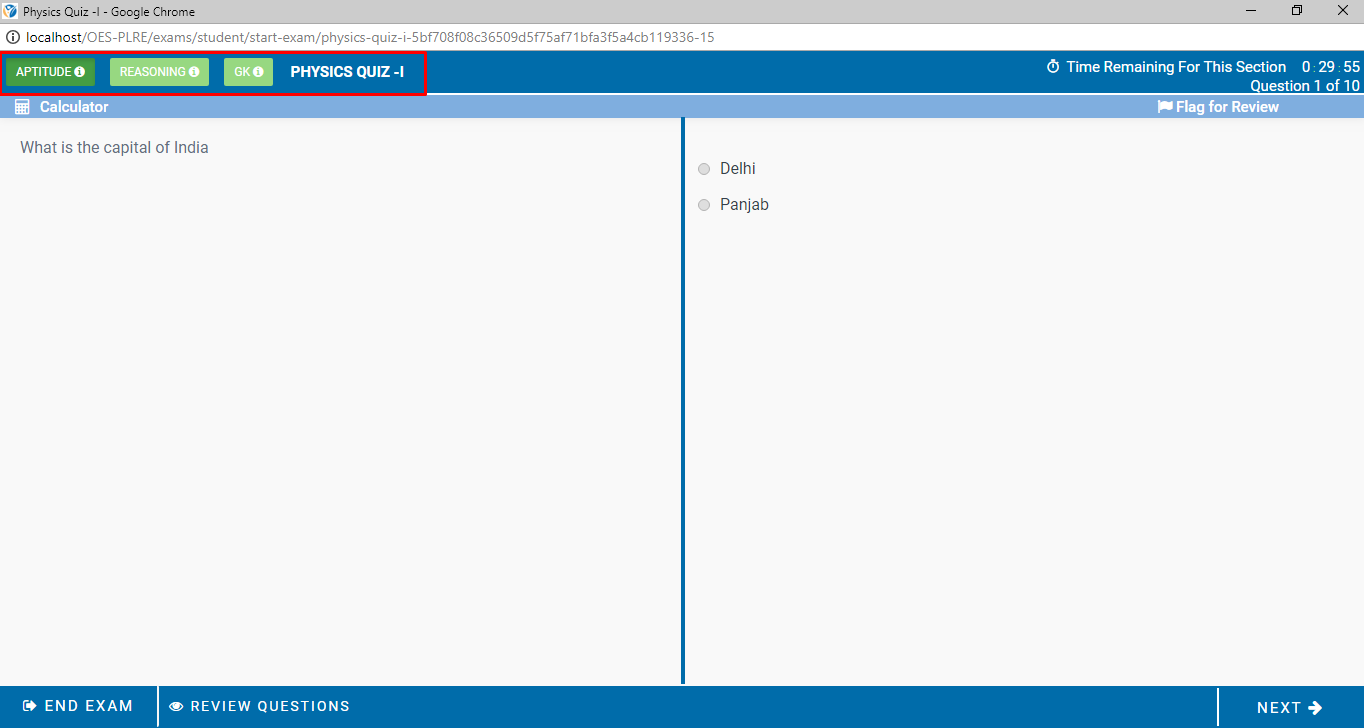 Physics Quiz -I - Google Chrome
localhost/OES-PLRE/exams/student/start-exam/physics-quiz-i-5bf708f08c36509d5f75af71bfa3f5a4cb119336-15
APTITUDE REASONING GK PHYSICS QUIZ -I
Time Remaining For This Section 0 : 29 : 55
Question 1 of 10
Calculator
Flag for Review
What is the capital of India
Delhi
Panjab
END EXAM
REVIEW QUESTIONS
NEXT